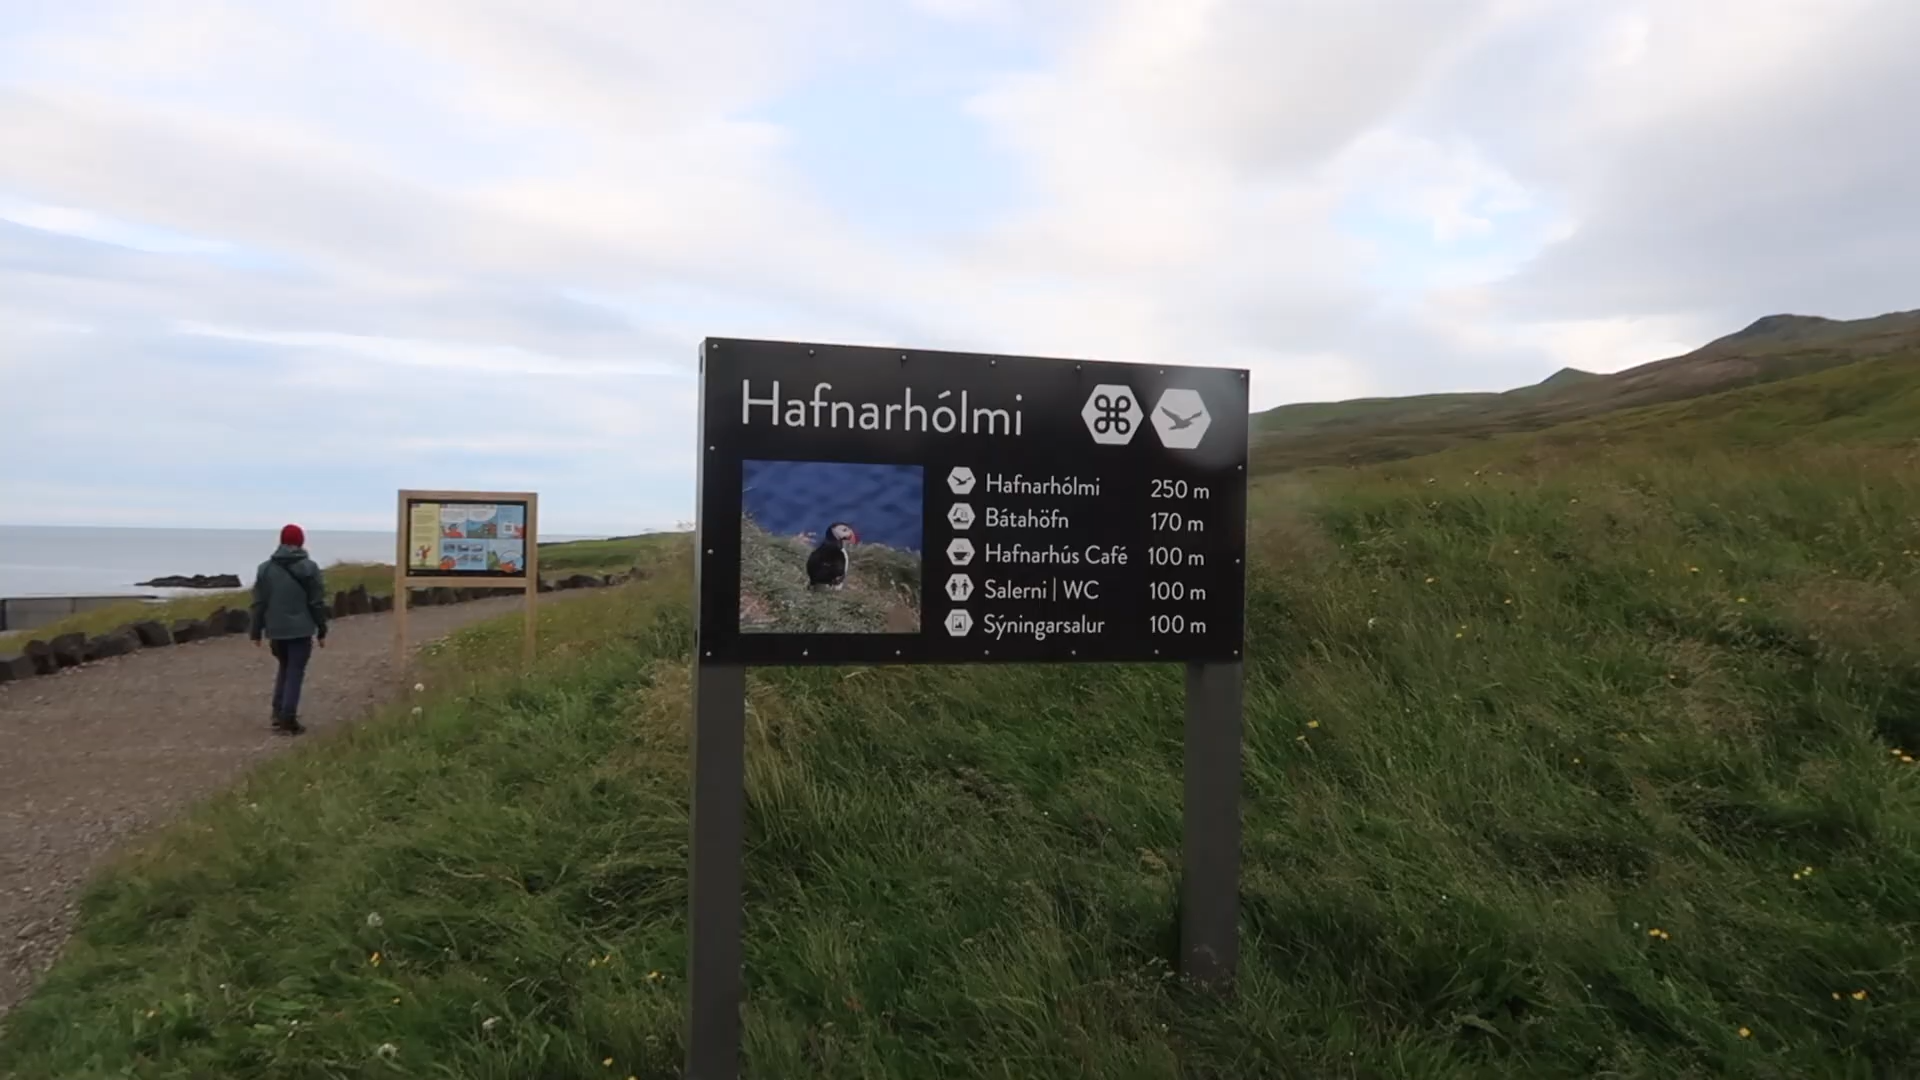 Hafnarhólmi
Hafnarhólmi 250 m
Bátahöfn 170 m
Hafnarhús Café 100 m
Salerni | WC 100 m
Sýningarsalur 100 m